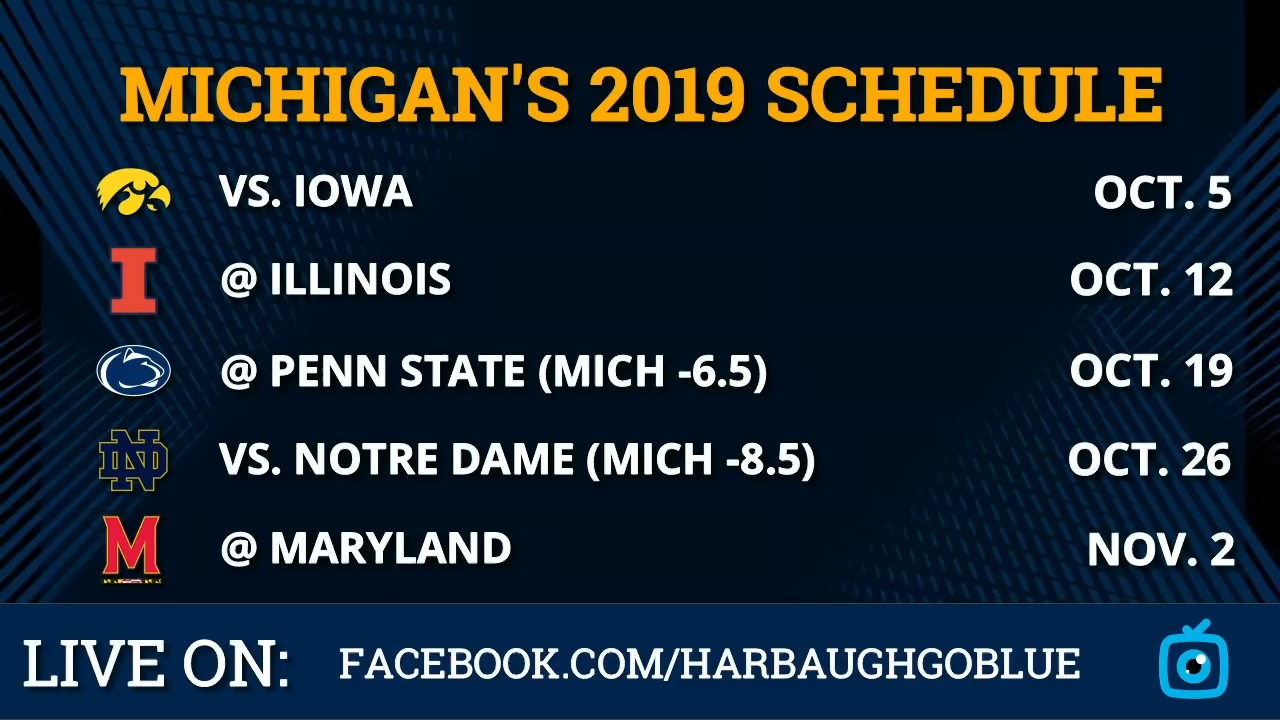 MICHIGAN'S 2019 SCHEDULE
VS. IOWA OCT. 5
I @ ILLINOIS OCT. 12
@ PENN STATE (MICH -6.5) OCT. 19
ND VS. NOTRE DAME (MICH -8.5) OCT. 26
M @ MARYLAND NOV. 2
LIVE ON: FACEBOOK.COM/HARBAUGHGOBLUE